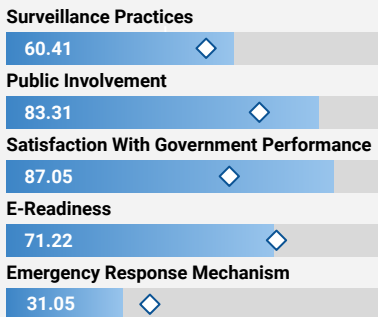 Surveillance Practices
60.41
Public Involvement
83.31
Satisfaction With Government Performance
87.05
E-Readiness
71.22
Emergency Response Mechanism
31.05